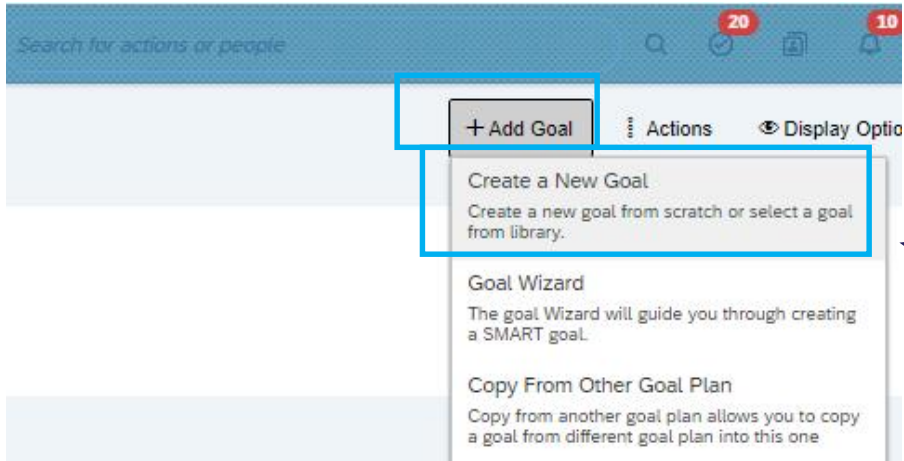 Search for actions or people
20
10
+ Add Goal
Actions
Display Optio
Create a New Goal
Create a new goal from scratch or select a goal
from library.
Goal Wizard
The goal Wizard will guide you through creating
a SMART goal.
Copy From Other Goal Plan
Copy from another goal plan allows you to copy
a goal from different goal plan into this one